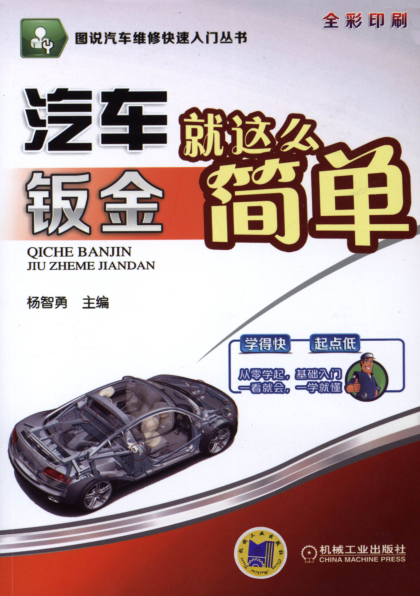 图说汽车维修快速入门丛书
全彩印刷
汽车
就这么
钣金
简单
QICHE BANJIN
JIU ZHEME JIANDAN
杨智勇 主编
学得快 起点低
从零学起，基础入门
一看就会，一学就懂
机械工业出版社
CHINA MACHINE PRESS